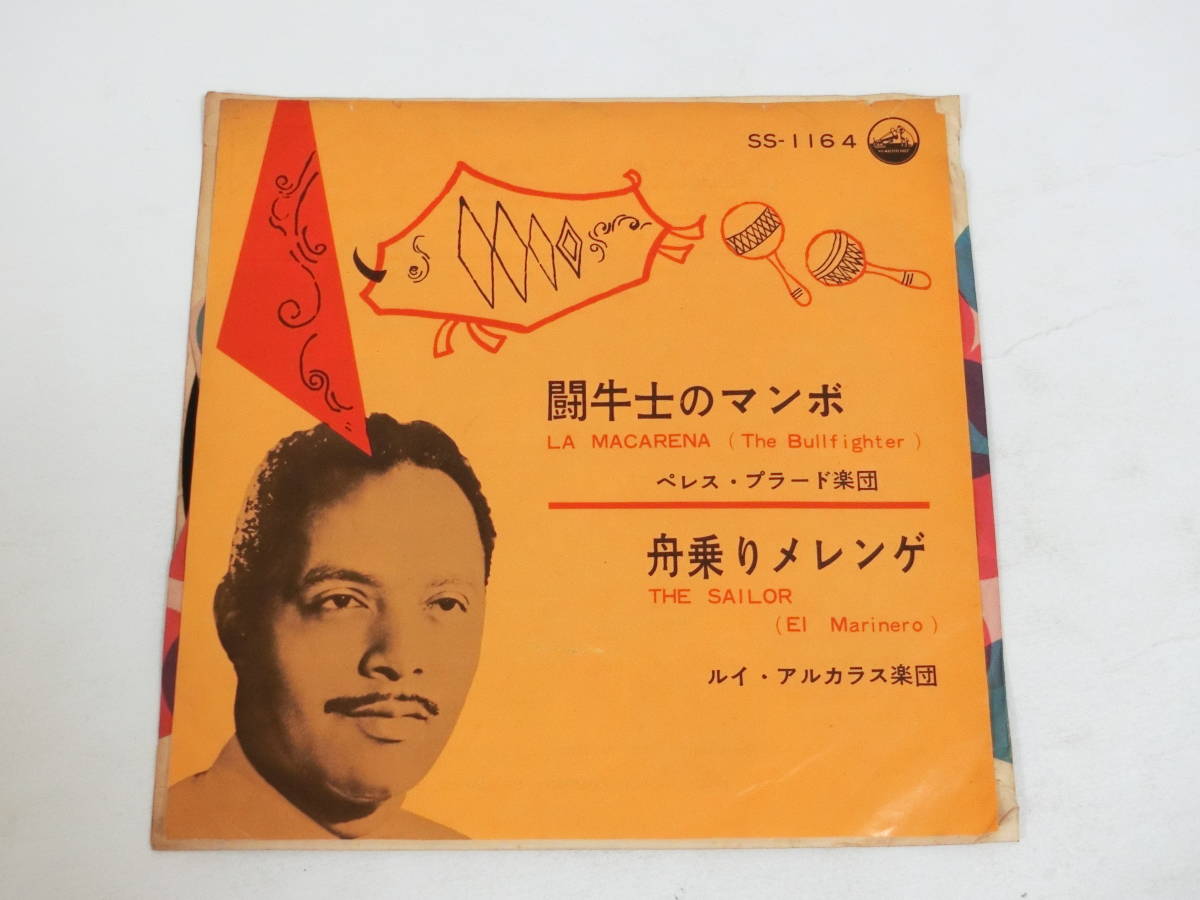 SS-1164
闘牛士のマンボ
LA MACARENA (The Bullfighter)
ペレス・プラード楽団
舟乗りメレンゲ
THE SAILOR
(El Marinero)
ルイ・アルカラス楽団